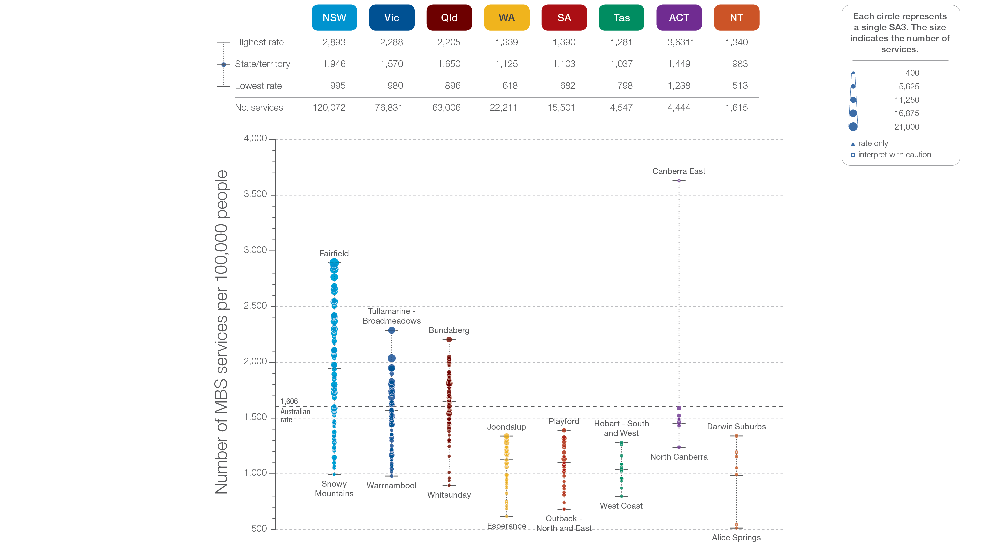 NSW Vic Qld WA SA Tas ACT NT
Highest rate 2,893 2,288 2,205 1,339 1,390 1,281 3,631* 1,340
State/territory 1,946 1,570 1,650 1,125 1,103 1,037 1,449 983
Lowest rate 995 980 896 618 682 798 1,238 513
No. services 120,072 76,831 63,006 22,211 15,501 4,547 4,444 1,615
Each circle represents
a single SA3. The size
indicates the number of
services.
400
5,625
11,250
16,875
21,000
rate only
interpret with caution
Number of MBS services per 100,000 people
4,000
3,500
3,000
2,500
2,000
1,500
1,000
500
1,606
Australian
rate
Fairfield
Snowy
Mountains
Tullamarine -
Broadmeadows
Warrnambool
Bundaberg
Whitsunday
Joondalup
Esperance
Playford
Outback -
North and East
Hobart - South
and West
West Coast
Canberra East
North Canberra
Darwin Suburbs
Alice Springs